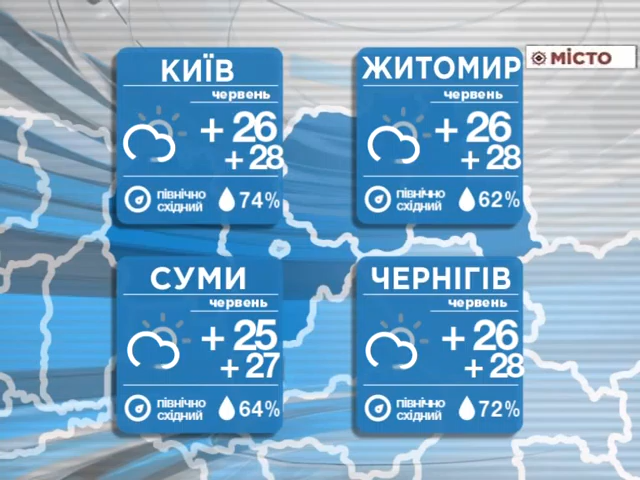 КИЇВ
червень
+ 26
+ 28
північно
східний
74%
ЖИТОМИР
червень
+ 26
+ 28
північно
східний
62%
МІСТО
СУМИ
червень
+ 25
+ 27
північно
східний
64%
ЧЕРНІГІВ
червень
+ 26
+ 28
північно
східний
72%